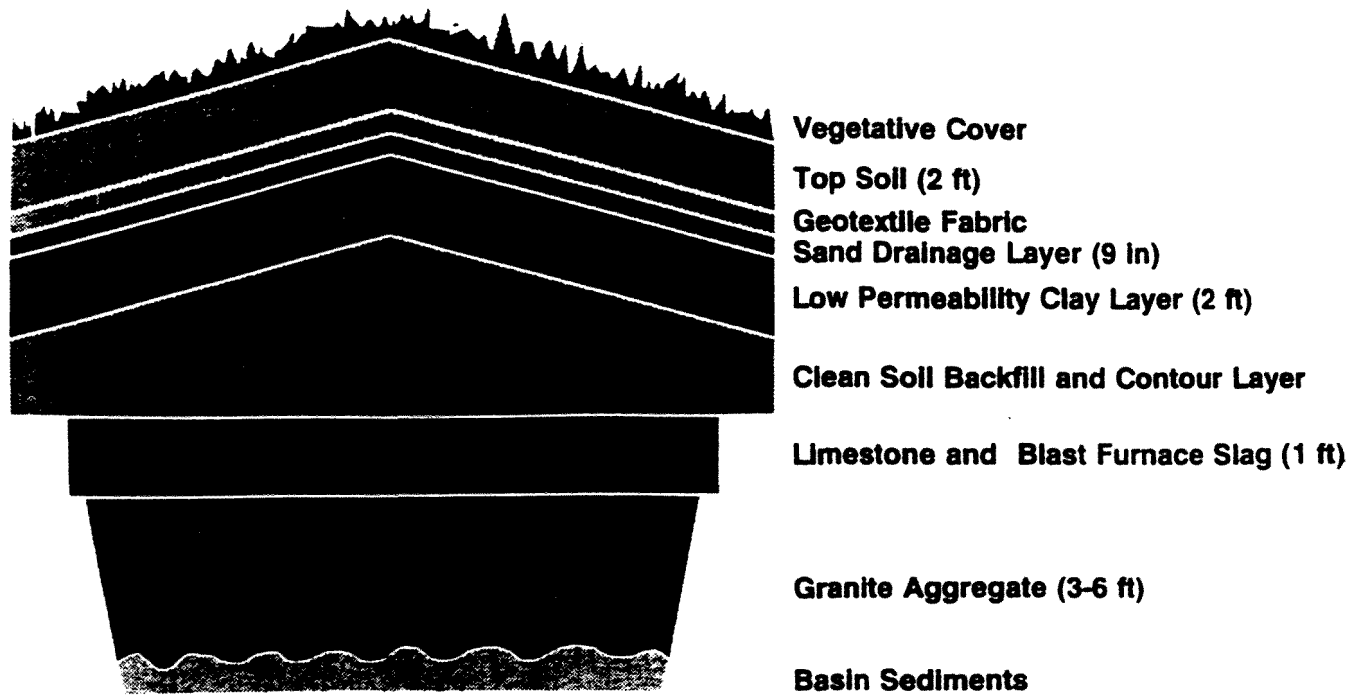 Vegetative Cover
Top Soil (2 ft)
Geotextile Fabric
Sand Drainage Layer (9 in)
Low Permeability Clay Layer (2 ft)
Clean Soil Backfill and Contour Layer
Limestone and Blast Furnace Slag (1 ft)
Granite Aggregate (3-6 ft)
Basin Sediments